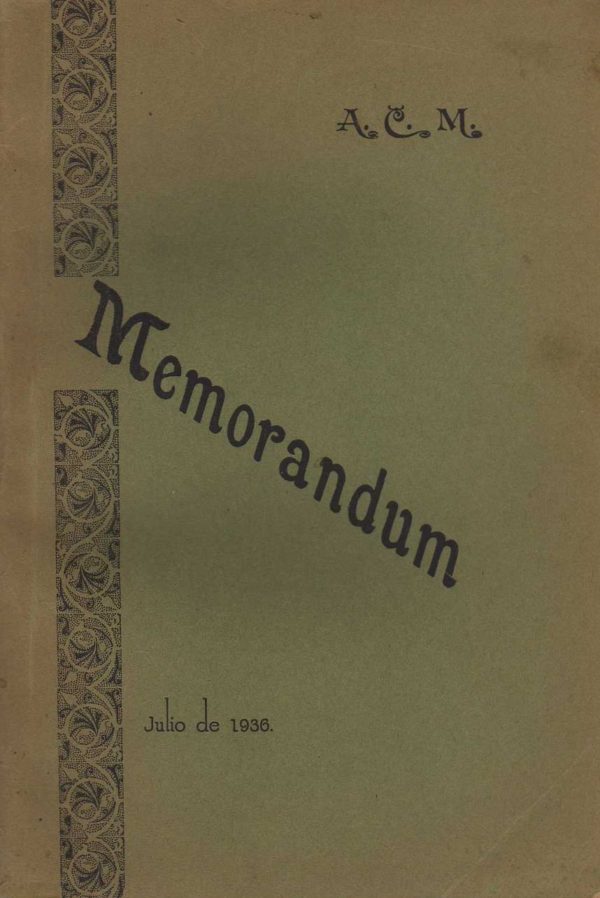 A. C. M.
Memorandum
Julio de 1936.